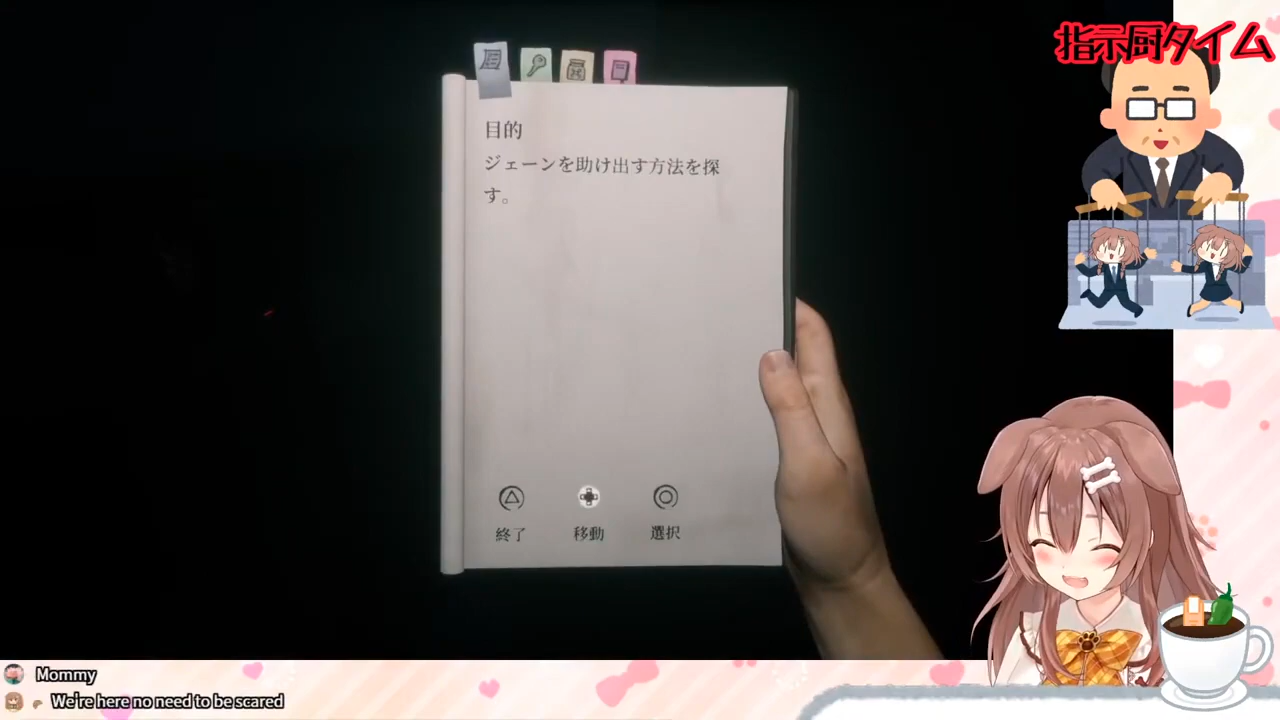 指示厨タイム
目的
ジェーンを助け出す方法を探
す。
終了
移動
選択
Mommy
We're here no need to be scared